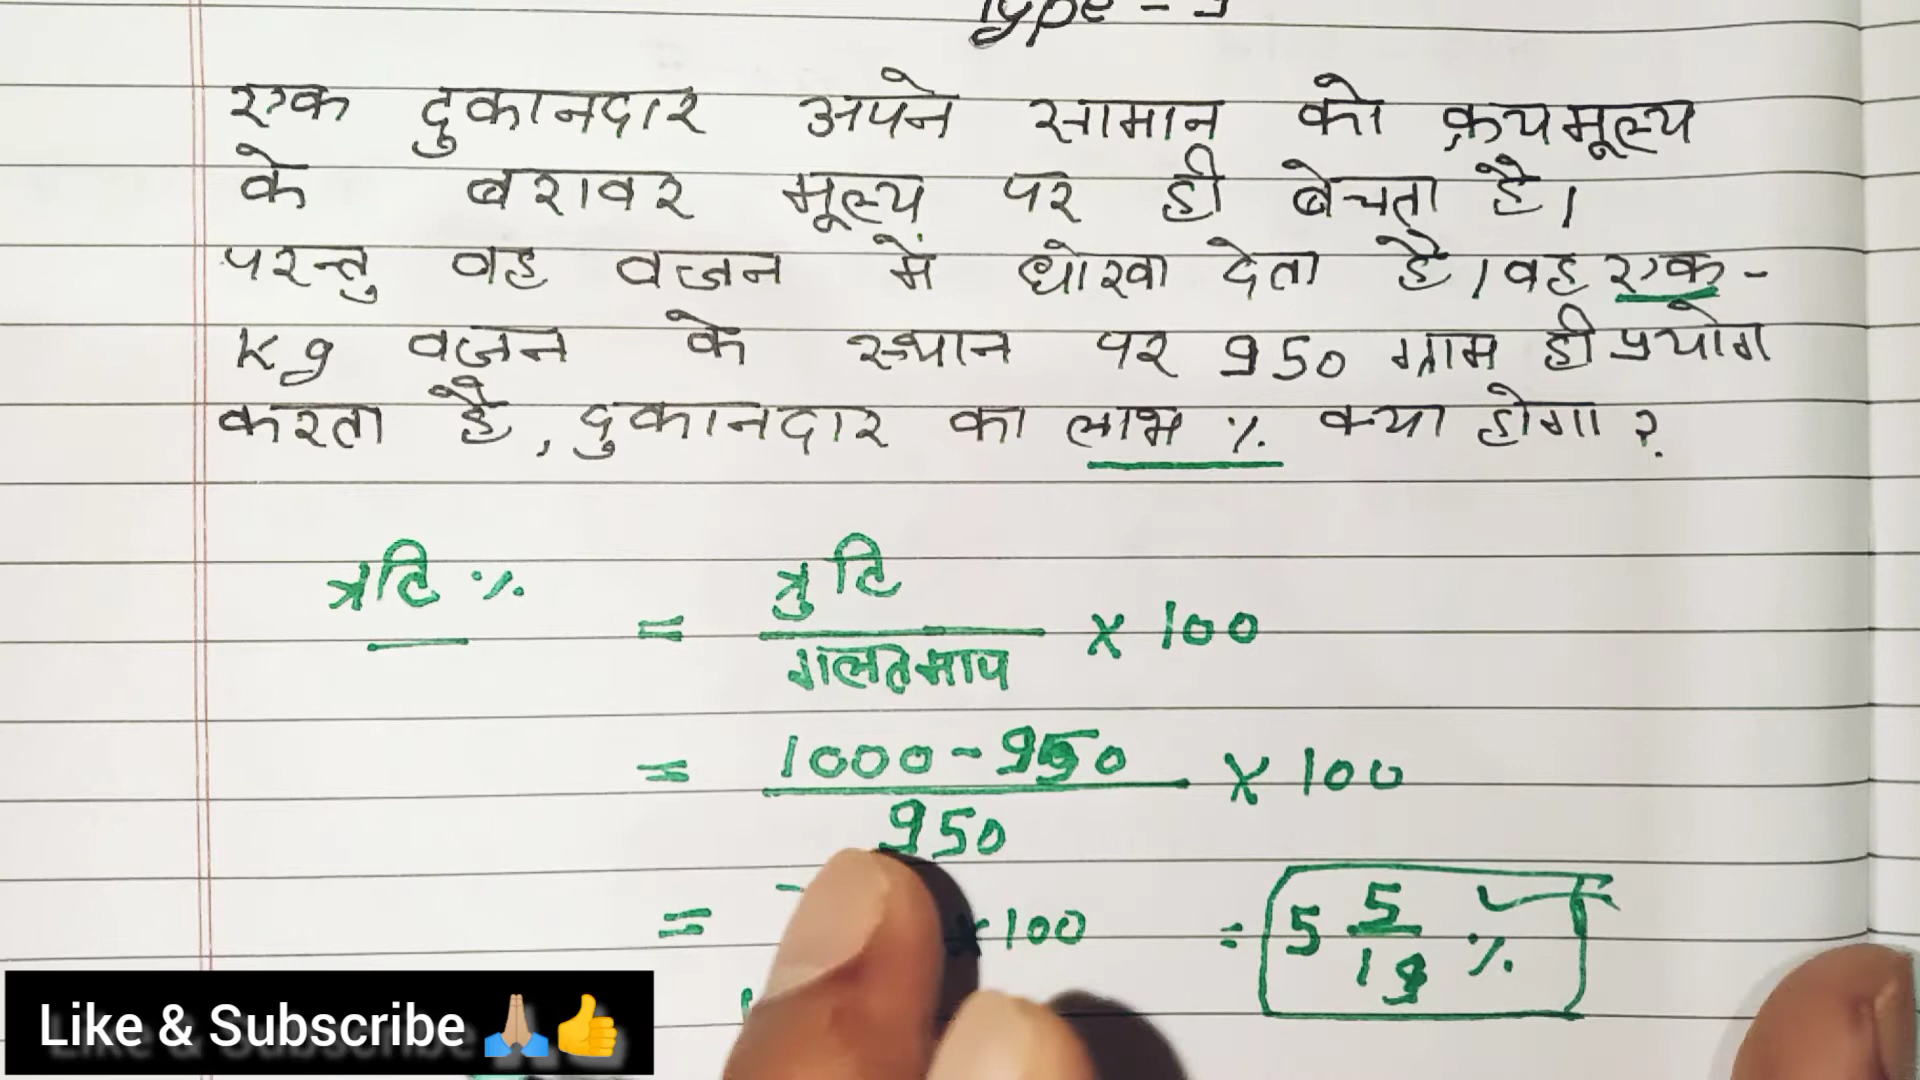 Type -
एक दुकानदार अपने सामान को क्रयमूल्य
के बराबर मूल्य पर ही बेचता है।
परन्तु वह वजन में धोखा देता है। वह एक -
Kg वजन के स्थान पर 950 ग्राम ही प्रयोग
करता है, दुकानदार का लाभ % क्या होगा ?
त्रटि % = त्रुटि / गलतमाप × 100
= 1000 - 950 / 950 × 100
= × 100 = 5 5/19 %
Like & Subscribe 🙏👍